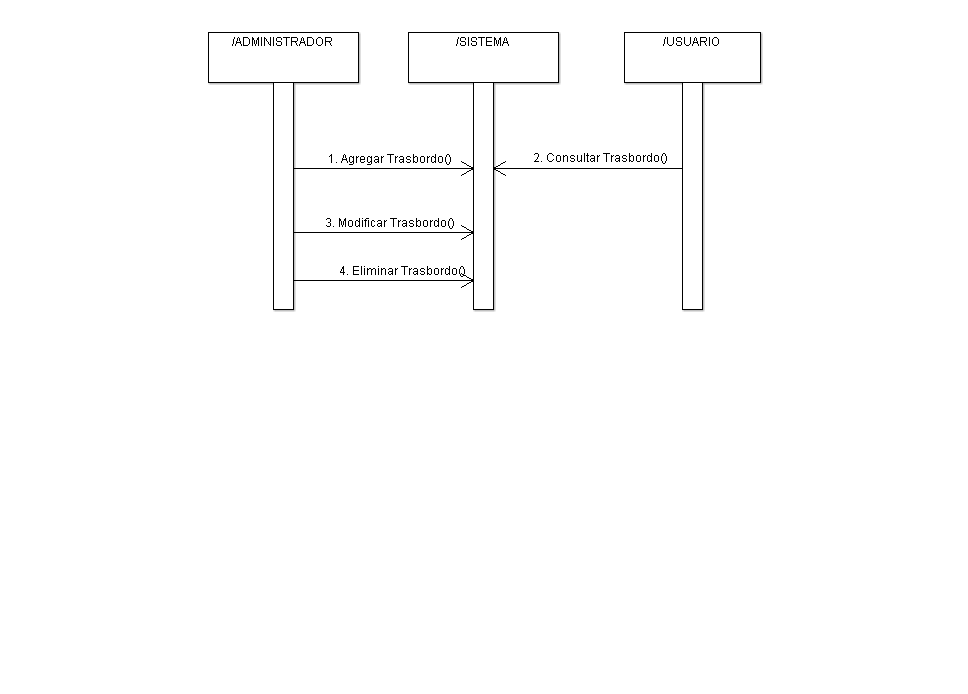 /ADMINISTRADOR
/SISTEMA
/USUARIO
1. Agregar Trasbordo()
2. Consultar Trasbordo()
3. Modificar Trasbordo()
4. Eliminar Trasbordo()